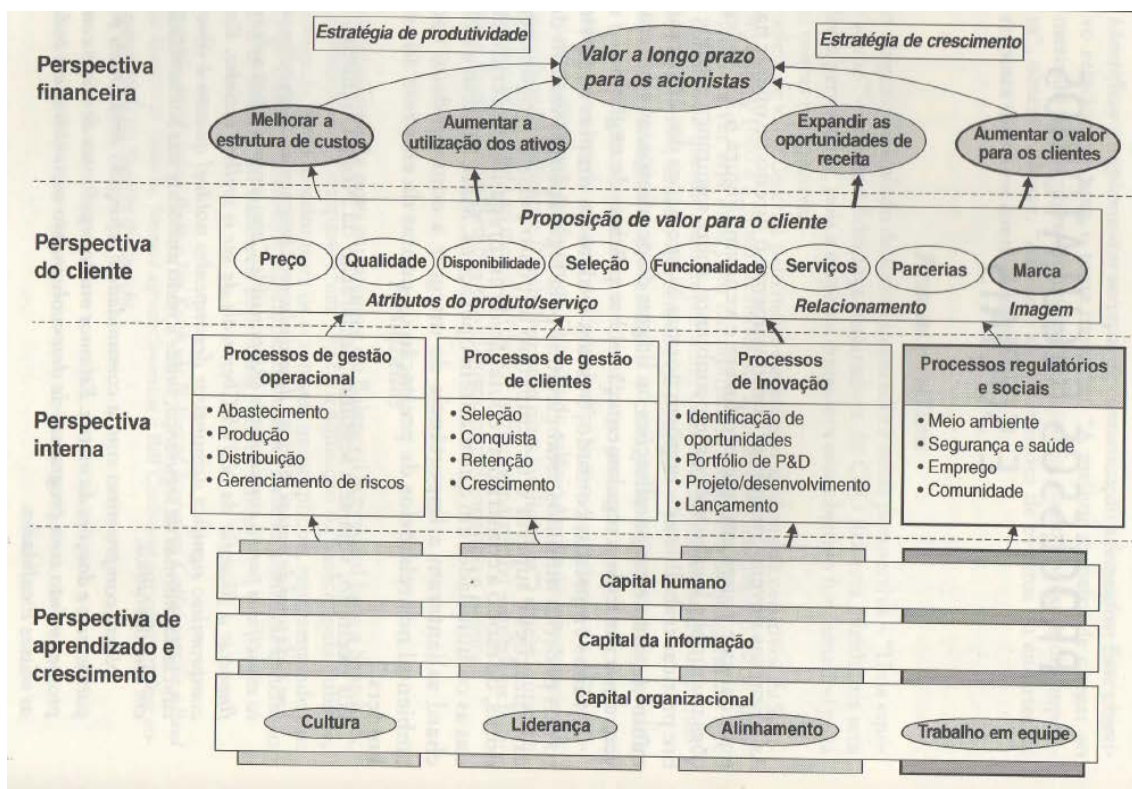 Estratégia de produtividade
Valor a longo prazo
para os acionistas
Estratégia de crescimento
Perspectiva
financeira
Melhorar a
estrutura de custos
Aumentar a
utilização dos ativos
Expandir as
oportunidades de
receita
Aumentar o valor
para os clientes
Perspectiva
do cliente
Proposição de valor para o cliente
Preço
Qualidade
Disponibilidade
Seleção
Funcionalidade
Serviços
Parcerias
Marca
Atributos do produto/serviço
Relacionamento
Imagem
Perspectiva
interna
Processos de gestão
operacional
• Abastecimento
• Produção
• Distribuição
• Gerenciamento de riscos
Processos de gestão
de clientes
• Seleção
• Conquista
• Retenção
• Crescimento
Processos
de Inovação
• Identificação de
oportunidades
• Portfólio de P&D
• Projeto/desenvolvimento
• Lançamento
Processos regulatórios
e sociais
• Meio ambiente
• Segurança e saúde
• Emprego
• Comunidade
Perspectiva de
aprendizado e
crescimento
Capital humano
Capital da informação
Capital organizacional
Cultura
Liderança
Alinhamento
Trabalho em equipe